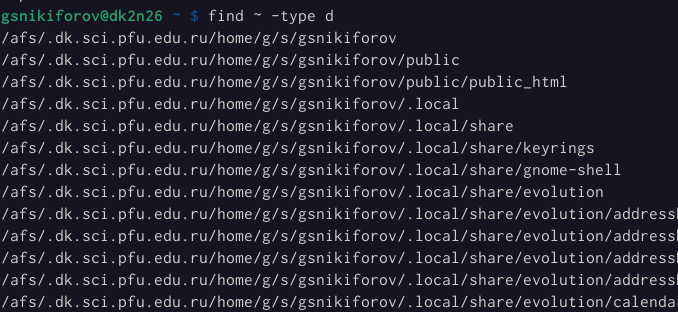 gsnikiforov@dk2n26 ~ $ find ~ -type d
/afs/.dk.sci.pfu.edu.ru/home/g/s/gsnikiforov
/afs/.dk.sci.pfu.edu.ru/home/g/s/gsnikiforov/public
/afs/.dk.sci.pfu.edu.ru/home/g/s/gsnikiforov/public/public_html
/afs/.dk.sci.pfu.edu.ru/home/g/s/gsnikiforov/.local
/afs/.dk.sci.pfu.edu.ru/home/g/s/gsnikiforov/.local/share
/afs/.dk.sci.pfu.edu.ru/home/g/s/gsnikiforov/.local/share/keyrings
/afs/.dk.sci.pfu.edu.ru/home/g/s/gsnikiforov/.local/share/gnome-shell
/afs/.dk.sci.pfu.edu.ru/home/g/s/gsnikiforov/.local/share/evolution
/afs/.dk.sci.pfu.edu.ru/home/g/s/gsnikiforov/.local/share/evolution/address
/afs/.dk.sci.pfu.edu.ru/home/g/s/gsnikiforov/.local/share/evolution/address
/afs/.dk.sci.pfu.edu.ru/home/g/s/gsnikiforov/.local/share/evolution/address
/afs/.dk.sci.pfu.edu.ru/home/g/s/gsnikiforov/.local/share/evolution/address
/afs/.dk.sci.pfu.edu.ru/home/g/s/gsnikiforov/.local/share/evolution/calenda